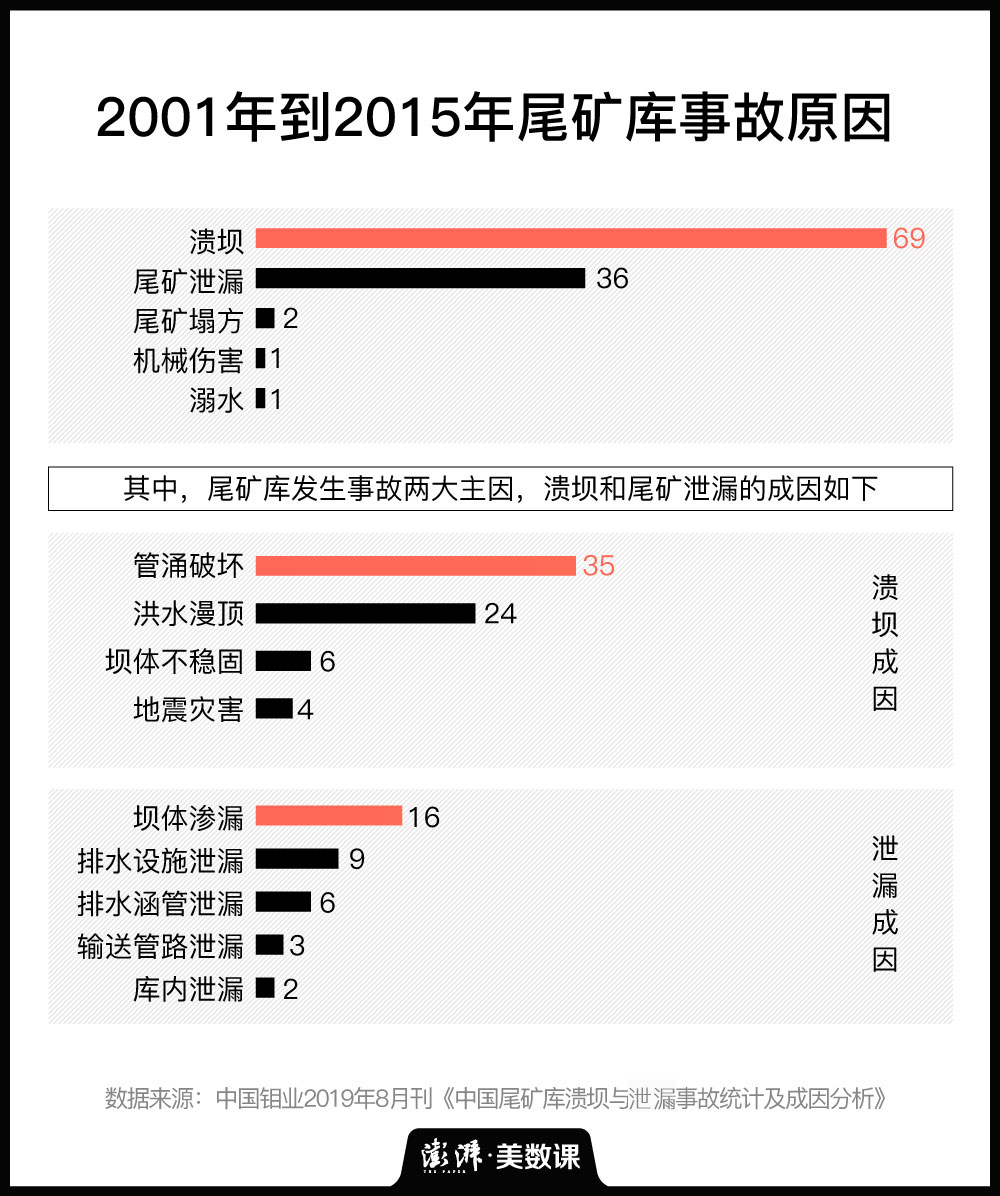 2001年到2015年尾矿库事故原因
溃坝 69
尾矿泄漏 36
尾矿塌方 2
机械伤害 1
溺水 1
其中，尾矿库发生事故两大主因，溃坝和尾矿泄漏的成因如下
溃坝成因
管涌破坏 35
洪水漫顶 24
坝体不稳固 6
地震灾害 4
泄漏成因
坝体渗漏 16
排水设施泄漏 9
排水涵管泄漏 6
输送管路泄漏 3
库内泄漏 2
数据来源：中国钼业2019年8月刊《中国尾矿库溃坝与泄漏事故统计及成因分析》
澎湃·美数课
THE PAPER